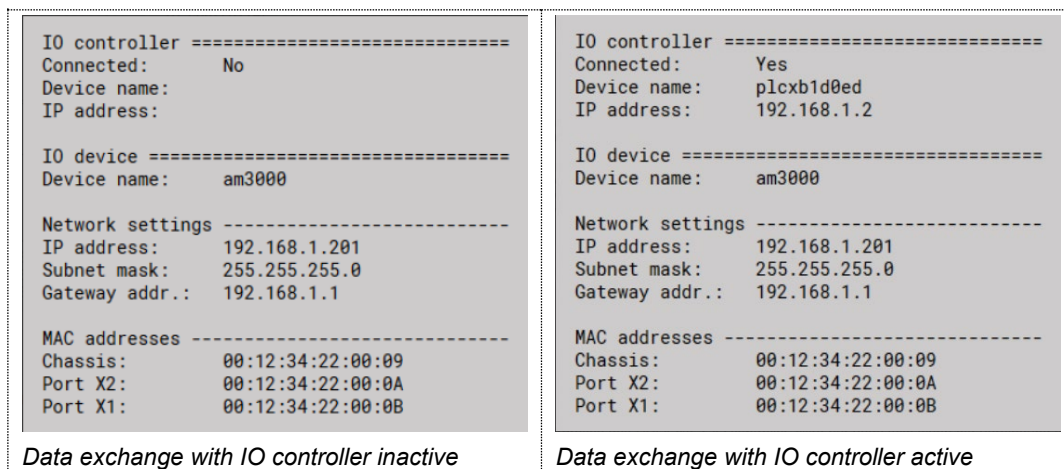 IO controller ==============================
Connected: No
Device name:
IP address:
IO device ==================================
Device name: am3000
Network settings ---------------------------
IP address: 192.168.1.201
Subnet mask: 255.255.255.0
Gateway addr.: 192.168.1.1
MAC addresses ------------------------------
Chassis: 00:12:34:22:00:09
Port X2: 00:12:34:22:00:0A
Port X1: 00:12:34:22:00:0B
Data exchange with IO controller inactive
IO controller ==============================
Connected: Yes
Device name: plcxb1d0ed
IP address: 192.168.1.2
IO device ==================================
Device name: am3000
Network settings ---------------------------
IP address: 192.168.1.201
Subnet mask: 255.255.255.0
Gateway addr.: 192.168.1.1
MAC addresses ------------------------------
Chassis: 00:12:34:22:00:09
Port X2: 00:12:34:22:00:0A
Port X1: 00:12:34:22:00:0B
Data exchange with IO controller active